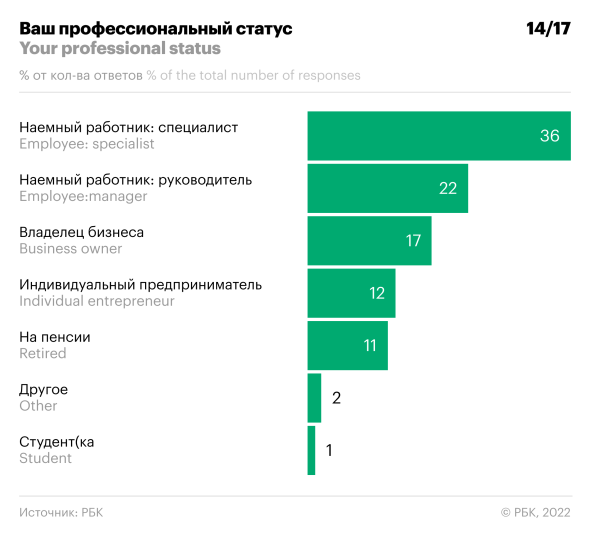 Ваш профессиональный статус 14/17
Your professional status
% от кол-ва ответов % of the total number of responses
Наемный работник: специалист 36
Employee: specialist
Наемный работник: руководитель 22
Employee:manager
Владелец бизнеса 17
Business owner
Индивидуальный предприниматель 12
Individual entrepreneur
На пенсии 11
Retired
Другое 2
Other
Студент(ка 1
Student
Источник: РБК © РБК, 2022